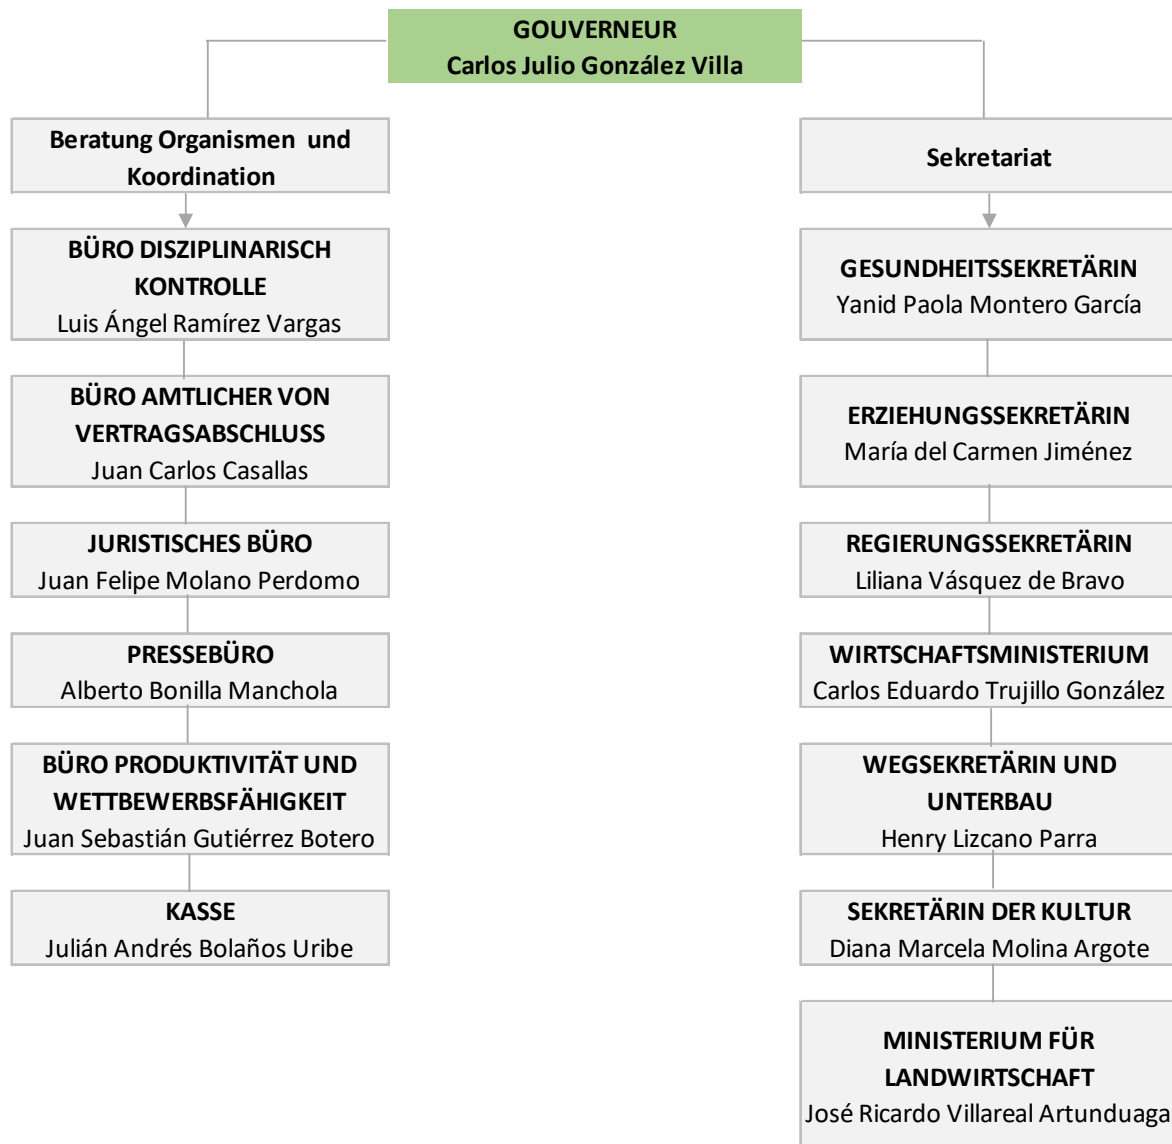 GOUVERNEUR
Carlos Julio González Villa
Beratung Organismen und
Koordination
BÜRO DISZIPLINARISCH
KONTROLLE
Luis Ángel Ramírez Vargas
BÜRO AMTLICHER VON
VERTRAGSABSCHLUSS
Juan Carlos Casallas
JURISTISCHES BÜRO
Juan Felipe Molano Perdomo
PRESSEBÜRO
Alberto Bonilla Manchola
BÜRO PRODUKTIVITÄT UND
WETTBEWERBSFÄHIGKEIT
Juan Sebastián Gutiérrez Botero
KASSE
Julián Andrés Bolaños Uribe
Sekretariat
GESUNDHEITSSEKRETÄRIN
Yanid Paola Montero García
ERZIEHUNGSSEKRETÄRIN
María del Carmen Jiménez
REGIERUNGSSEKRETÄRIN
Liliana Vásquez de Bravo
WIRTSCHAFTSMINISTERIUM
Carlos Eduardo Trujillo González
WEGSEKRETÄRIN UND
UNTERBAU
Henry Lizcano Parra
SEKRETÄRIN DER KULTUR
Diana Marcela Molina Argote
MINISTERIUM FÜR
LANDWIRTSCHAFT
José Ricardo Villareal Artunduaga